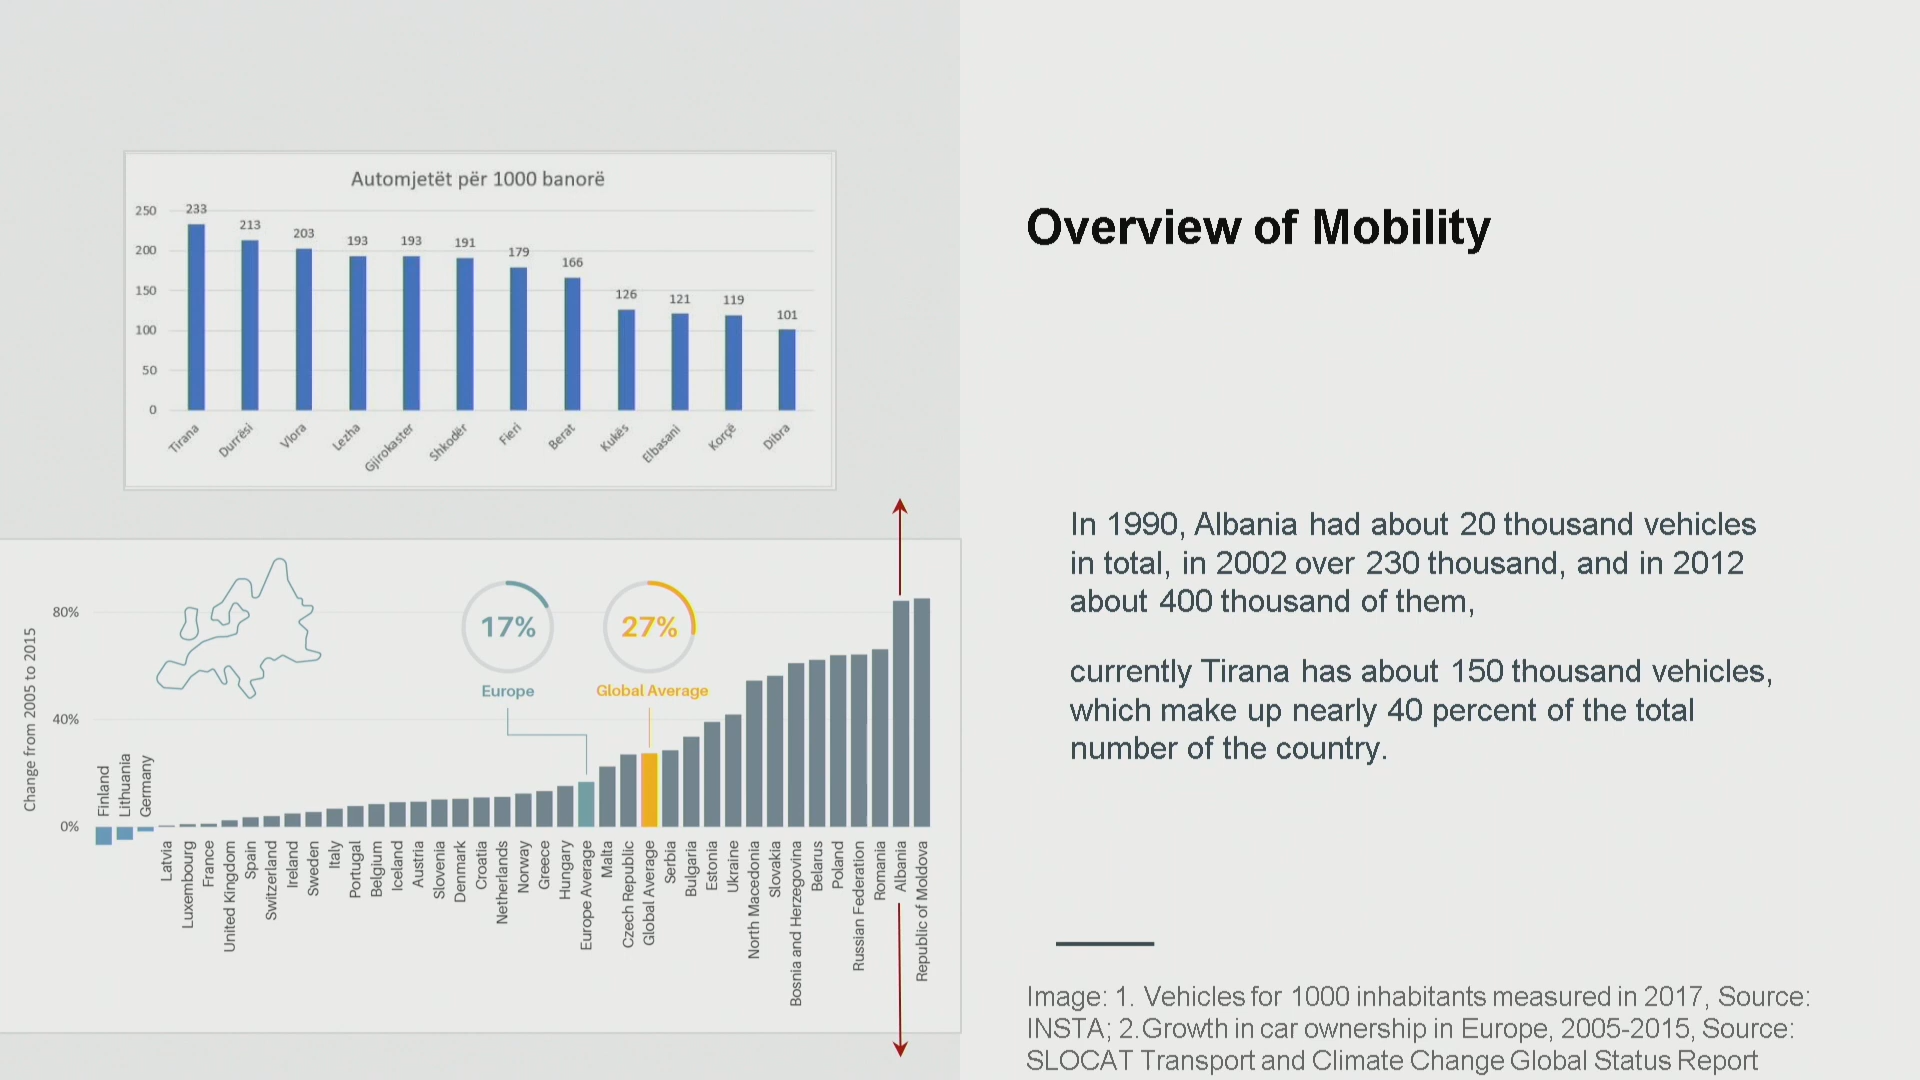 Automjetët për 1000 banorë
250
200
150
100
50
0
233
213
203
193
193
191
179
166
126
121
119
101
Tirana
Durrësi
Vlora
Lezha
Gjirokaster
Shkodër
Fieri
Berat
Kukës
Elbasani
Korçë
Dibra
Change from 2005 to 2015
80%
40%
0%
17%
Europe
27%
Global Average
Finland
Lithuania
Germany
Latvia
Luxembourg
France
United Kingdom
Spain
Switzerland
Ireland
Sweden
Italy
Portugal
Belgium
Iceland
Austria
Slovenia
Denmark
Croatia
Netherlands
Norway
Greece
Hungary
Europe Average
Malta
Czech Republic
Global Average
Serbia
Bulgaria
Estonia
Ukraine
North Macedonia
Slovakia
Bosnia and Herzegovina
Belarus
Poland
Russian Federation
Romania
Albania
Republic of Moldova
Overview of Mobility
In 1990, Albania had about 20 thousand vehicles
in total, in 2002 over 230 thousand, and in 2012
about 400 thousand of them,
currently Tirana has about 150 thousand vehicles,
which make up nearly 40 percent of the total
number of the country.
Image: 1. Vehicles for 1000 inhabitants measured in 2017, Source:
INSTA; 2.Growth in car ownership in Europe, 2005-2015, Source:
SLOCAT Transport and Climate Change Global Status Report